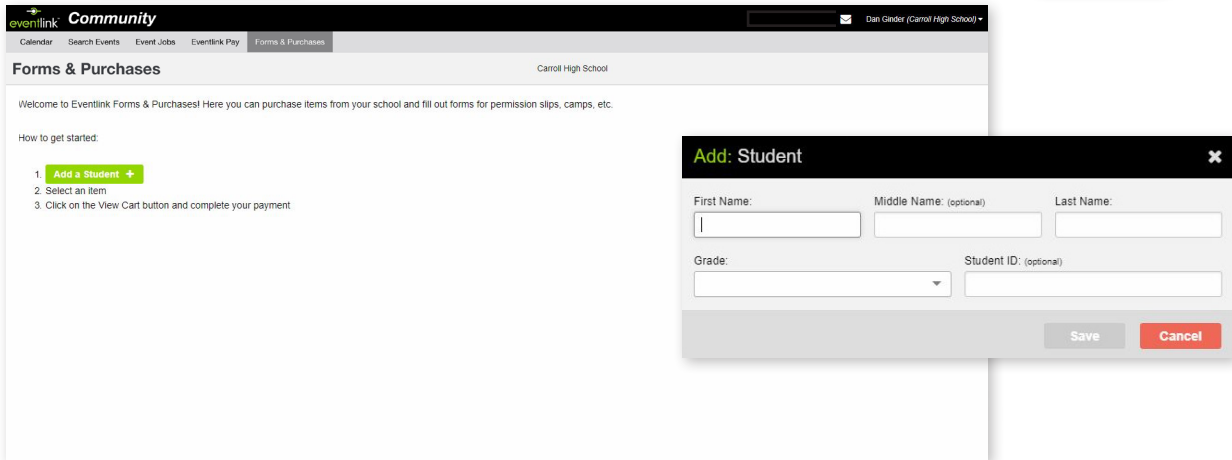 eventlink Community
Dan Ginder (Carroll High School)
Calendar Search Events Event Jobs Eventlink Pay Forms & Purchases
Forms & Purchases
Carroll High School
Welcome to Eventlink Forms & Purchases! Here you can purchase items from your school and fill out forms for permission slips, camps, etc.
How to get started:
1. Add a Student +
2. Select an item
3. Click on the View Cart button and complete your payment
Add: Student
First Name: Middle Name: (optional) Last Name:
Grade: Student ID: (optional)
Save Cancel